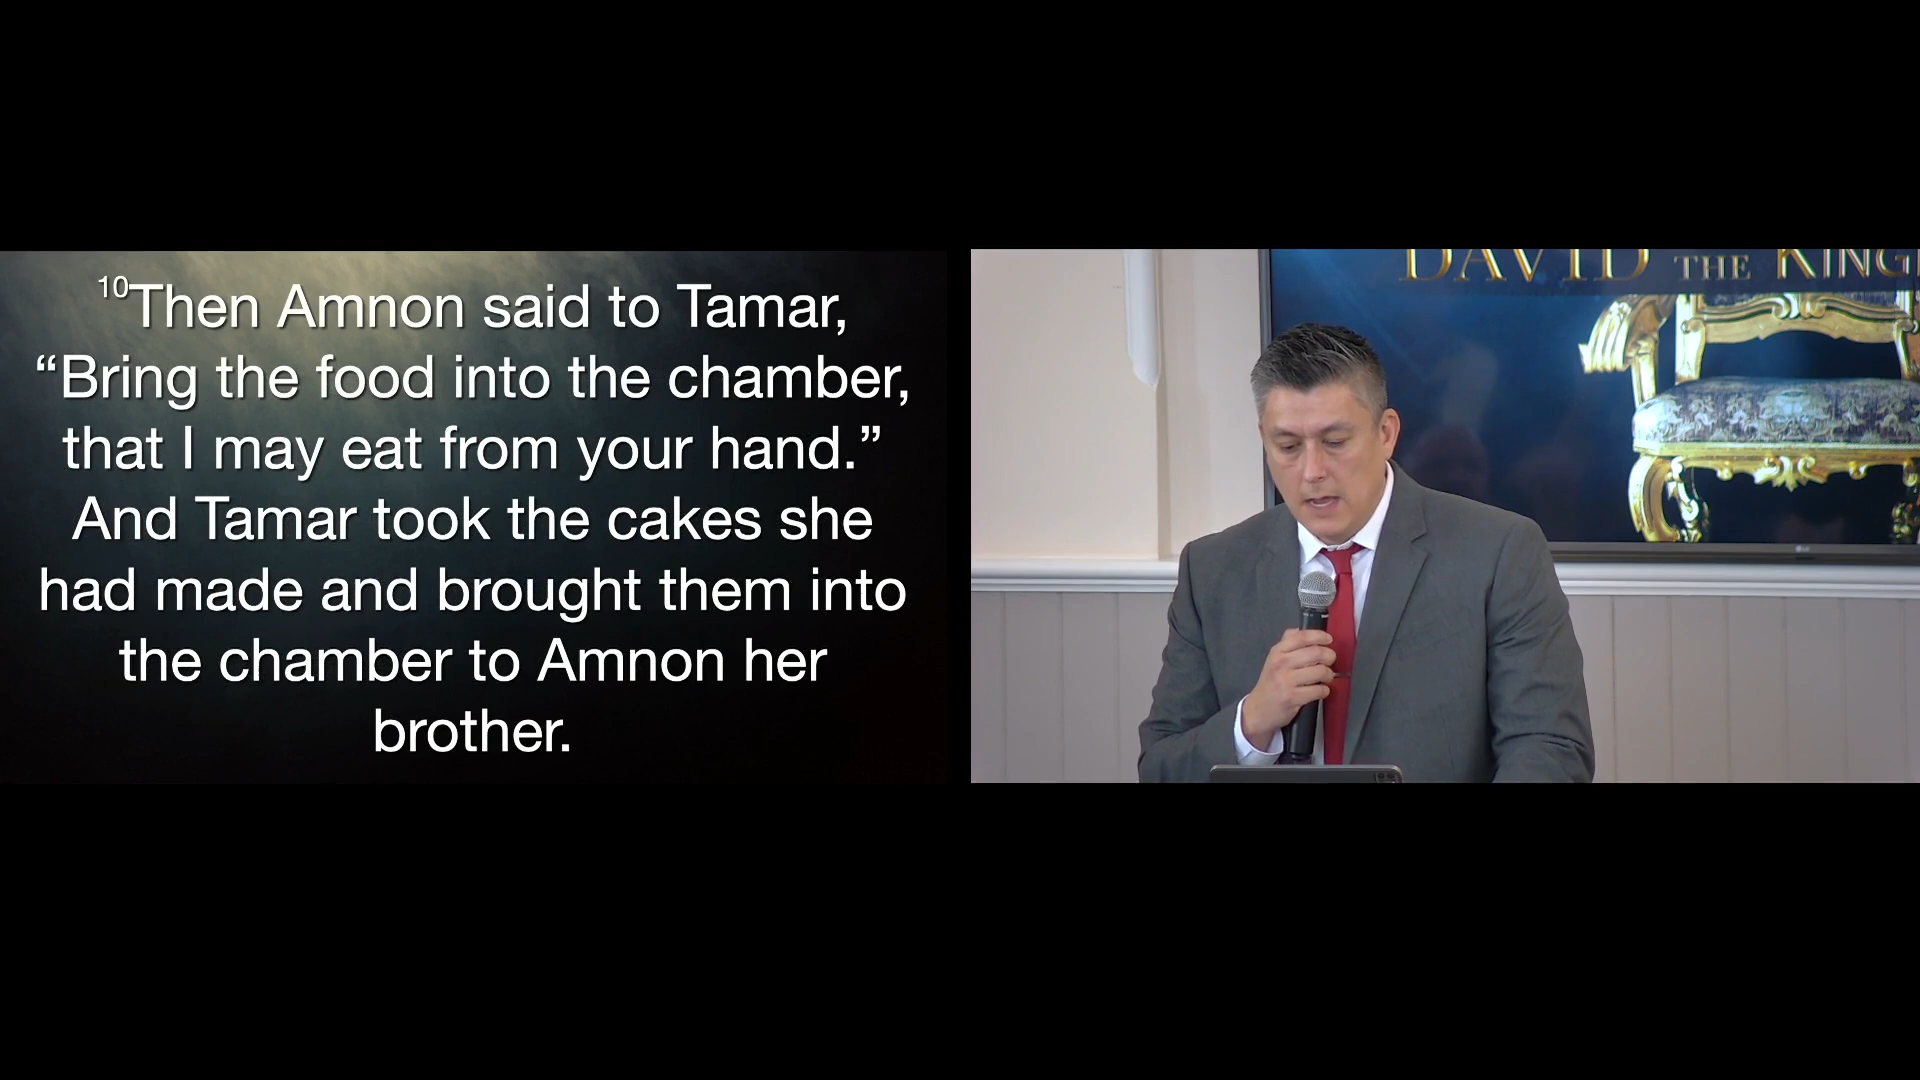 ¹⁰Then Amnon said to Tamar,
“Bring the food into the chamber,
that I may eat from your hand.”
And Tamar took the cakes she
had made and brought them into
the chamber to Amnon her
brother.
DAVID THE KING
LG